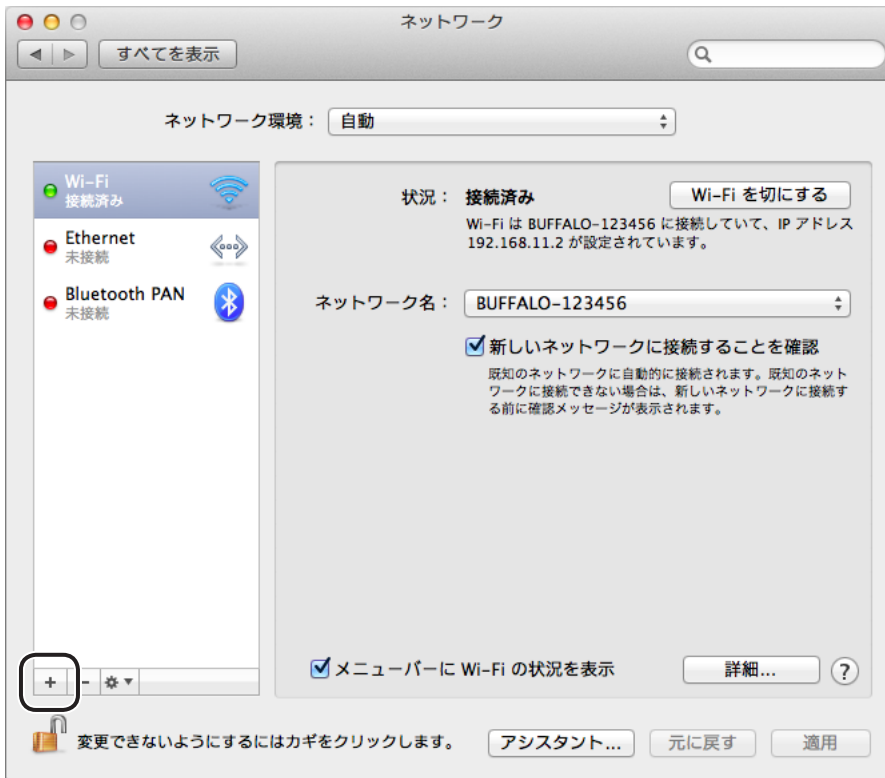 ネットワーク
すべてを表示
ネットワーク環境： 自動
Wi-Fi
接続済み
Ethernet
未接続
Bluetooth PAN
未接続
状況： 接続済み
Wi-Fi を切にする
Wi-Fi は BUFFALO-123456 に接続していて、IP アドレス
192.168.11.2 が設定されています。
ネットワーク名： BUFFALO-123456
新しいネットワークに接続することを確認
既知のネットワークに自動的に接続されます。既知のネット
ワークに接続できない場合は、新しいネットワークに接続す
る前に確認メッセージが表示されます。
メニューバーに Wi-Fi の状況を表示
詳細... ?
+ -
変更できないようにするにはカギをクリックします。
アシスタント... 元に戻す 適用